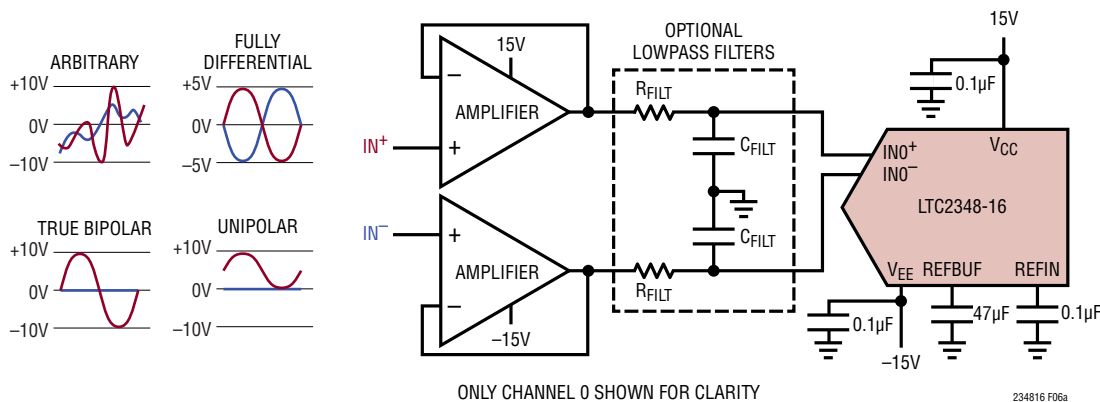 ARBITRARY
+10V
0V
–10V
FULLY
DIFFERENTIAL
+5V
0V
–5V
TRUE BIPOLAR
+10V
0V
–10V
UNIPOLAR
+10V
0V
–10V
15V
–
AMPLIFIER
IN+
+
IN–
+
AMPLIFIER
–
–15V
OPTIONAL
LOWPASS FILTERS
RFILT
CFILT
CFILT
RFILT
15V
0.1µF
IN0+
IN0–
VCC
LTC2348-16
VEE
REFBUF
REFIN
0.1µF
–15V
47µF
0.1µF
ONLY CHANNEL 0 SHOWN FOR CLARITY
234816 F06a